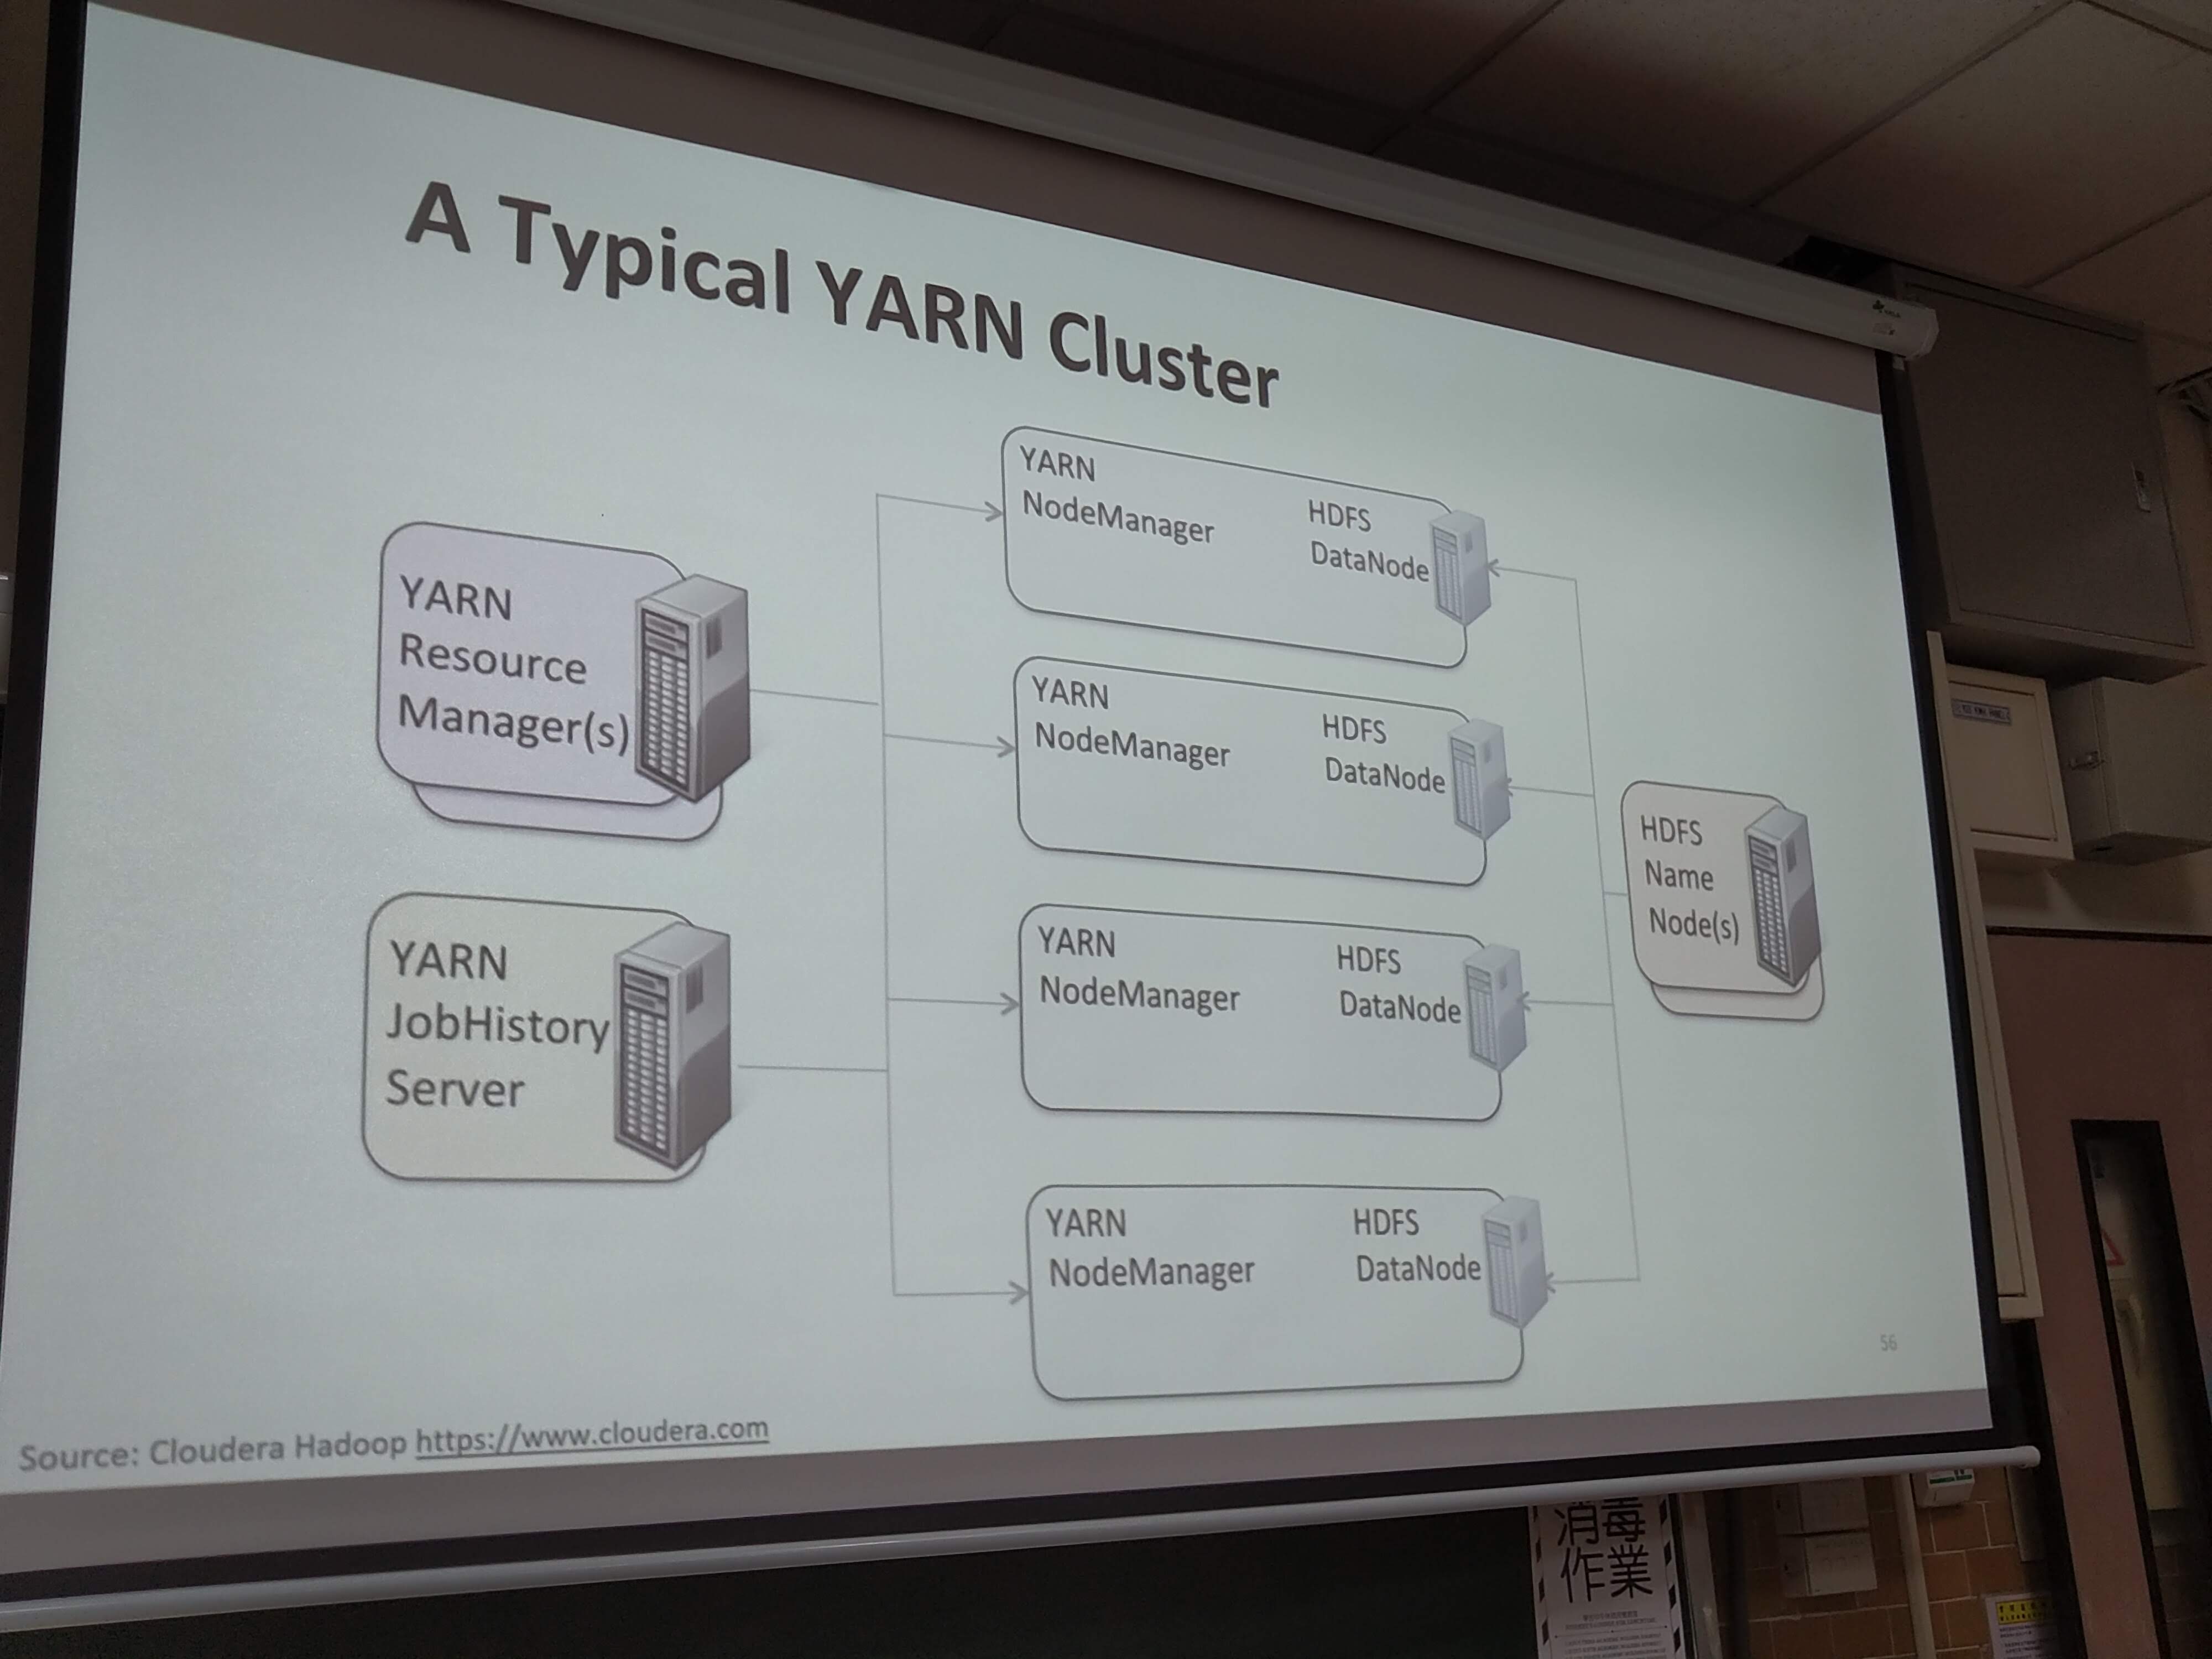 A Typical YARN Cluster
YARN
Resource
Manager(s)
YARN
JobHistory
Server
YARN
NodeManager
HDFS
DataNode
YARN
NodeManager
HDFS
DataNode
YARN
NodeManager
HDFS
DataNode
YARN
NodeManager
HDFS
DataNode
HDFS
Name
Node(s)
56
Source: Cloudera Hadoop https://www.cloudera.com
消毒
作業